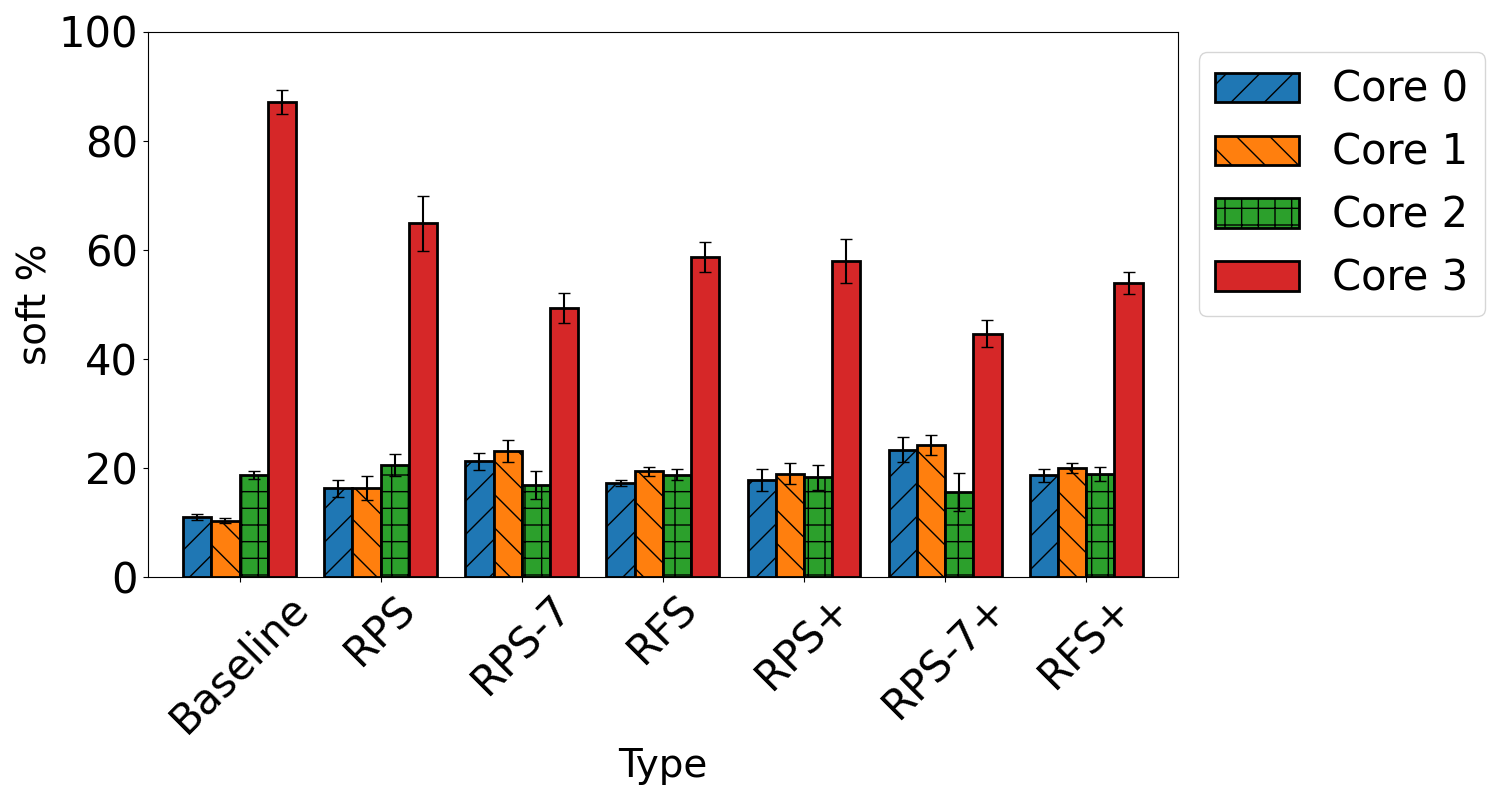 100
80
60
40
20
0
soft %
Baseline
RPS
RPS-7
RFS
RPS+
RPS-7+
RFS+
Type
Core 0
Core 1
Core 2
Core 3